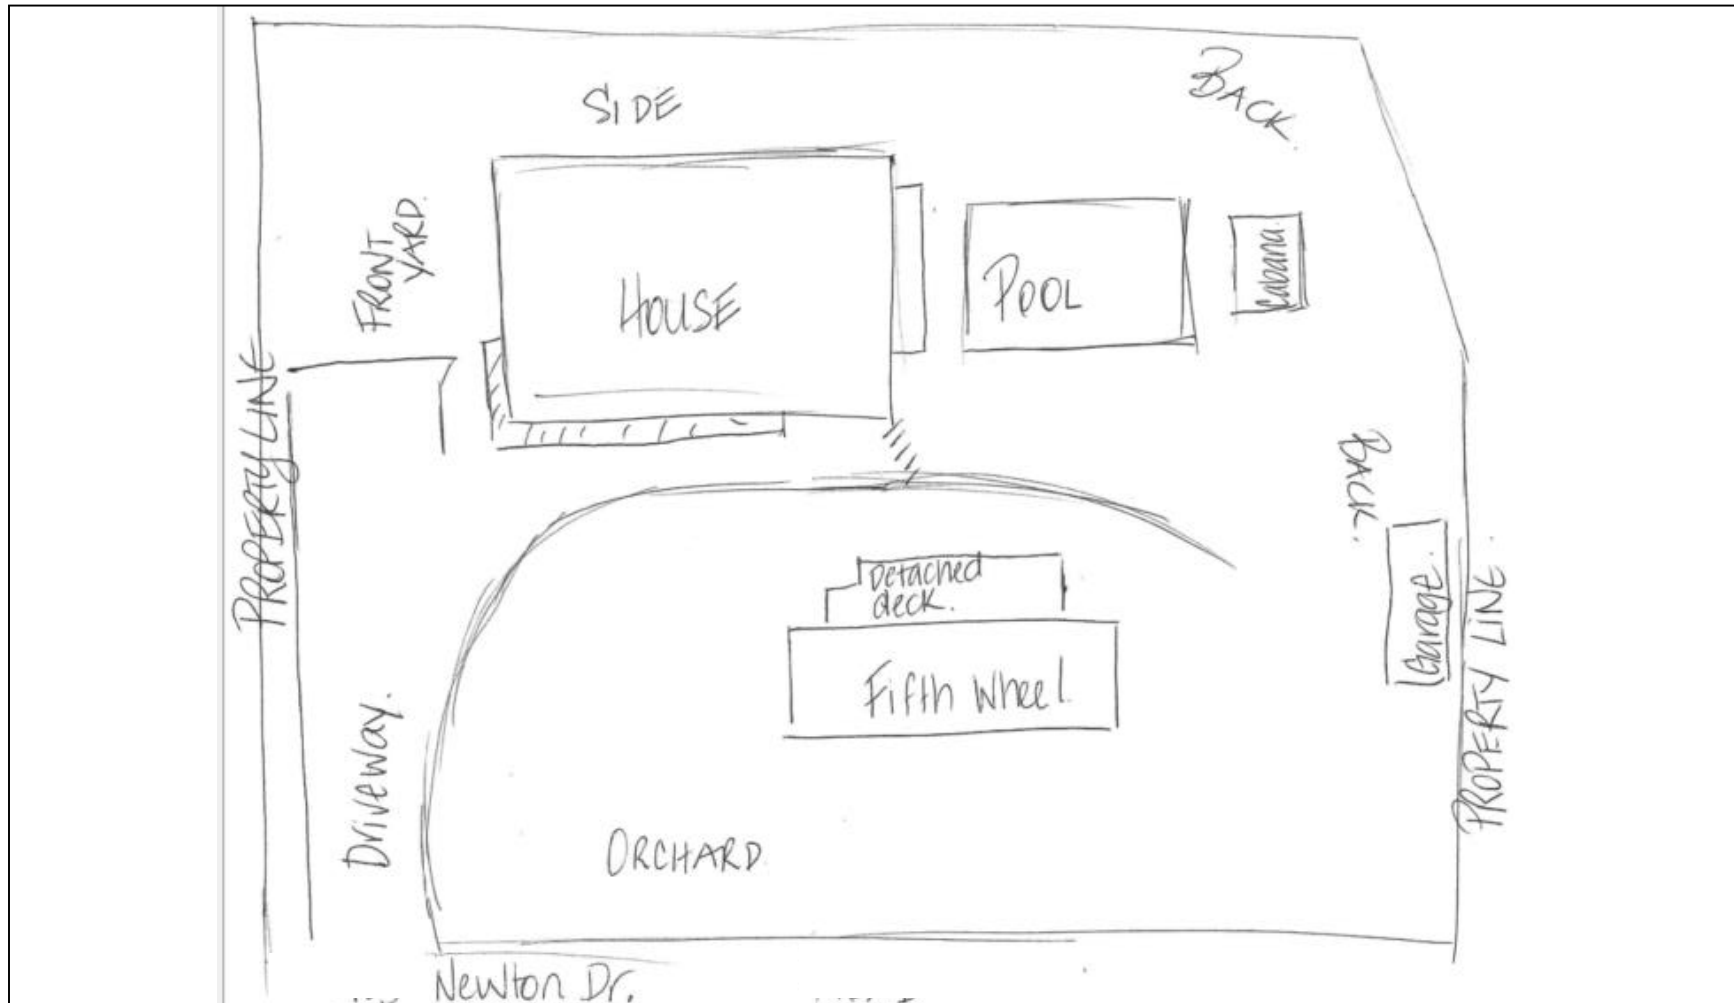 SIDE
BACK
FRONT
YARD.
HOUSE
POOL
Cabana
PROPERTY LINE
BACK.
Detached
deck.
Fifth Wheel
Garage.
PROPERTY LINE.
Driveway.
ORCHARD
Newton Dr.